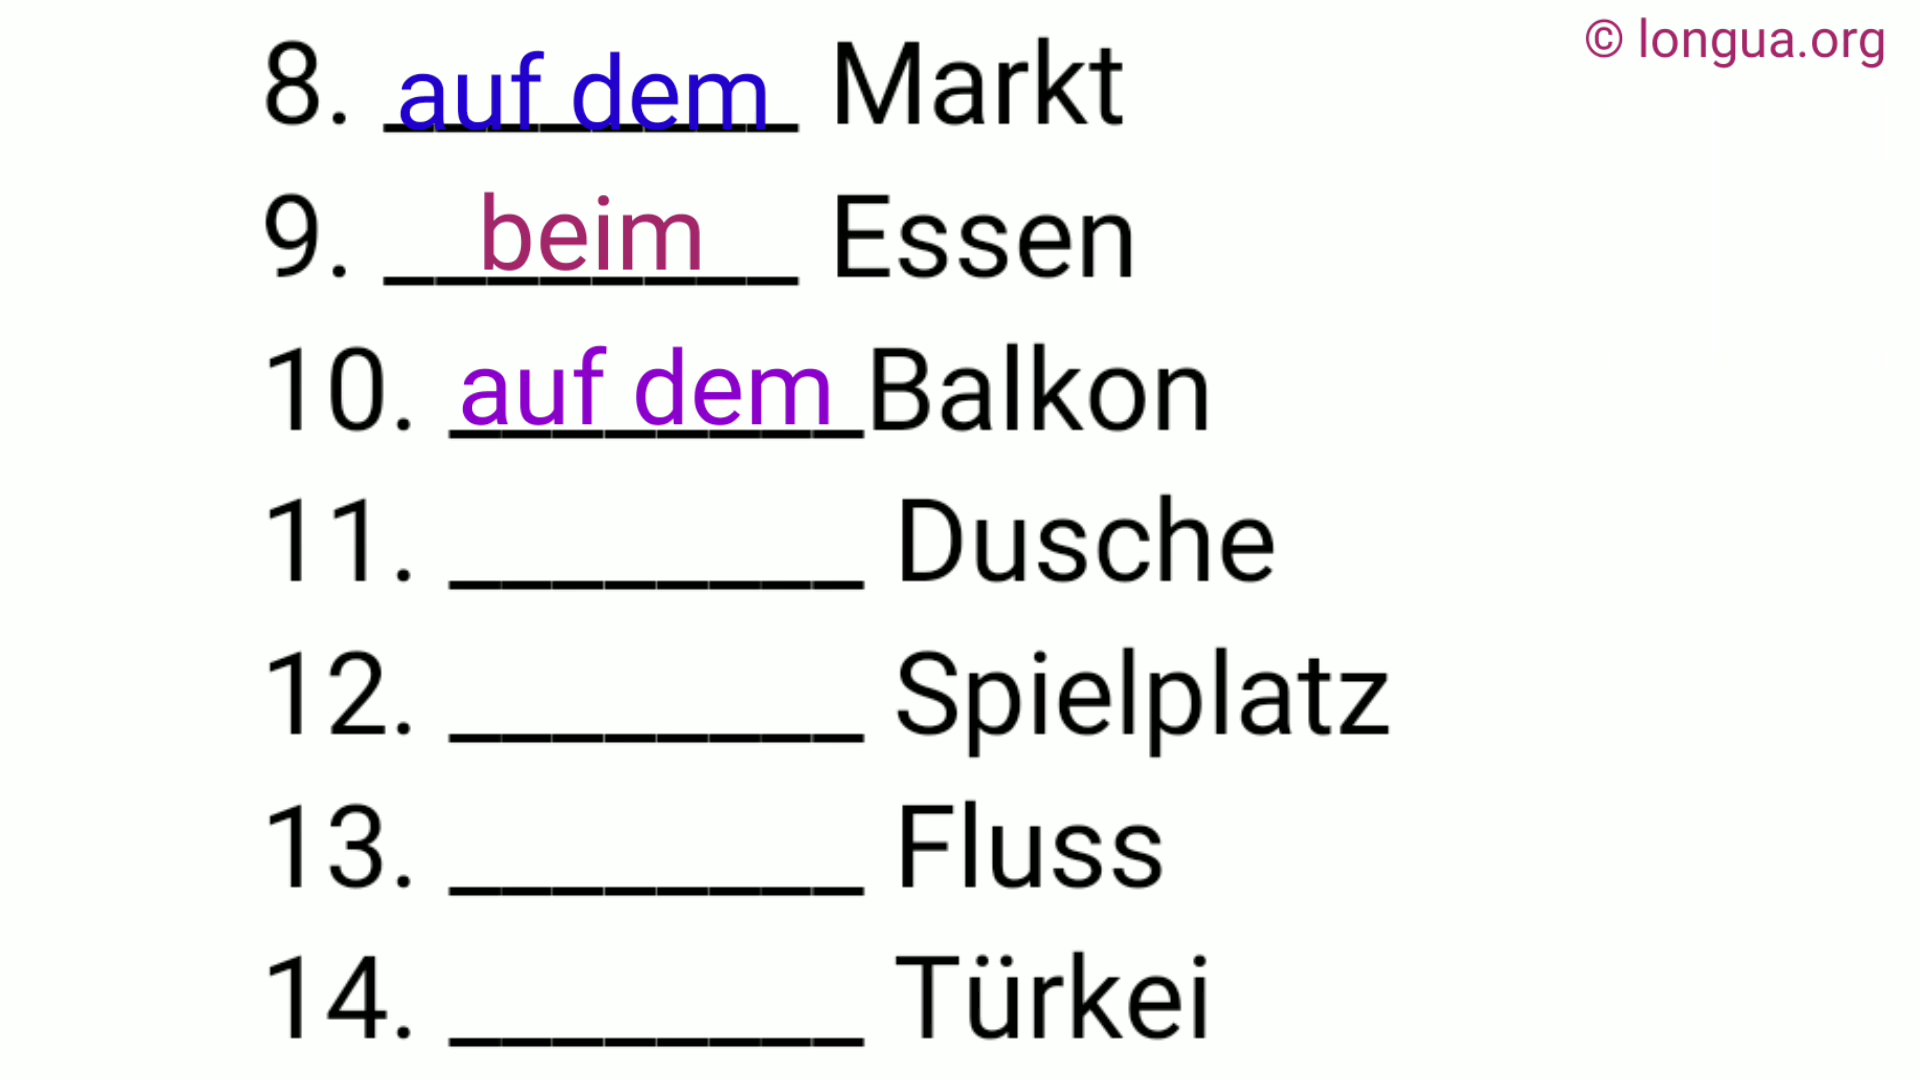 © longua.org
8. auf dem Markt
9. beim Essen
10. auf dem Balkon
11. ________ Dusche
12. ________ Spielplatz
13. ________ Fluss
14. ________ Türkei